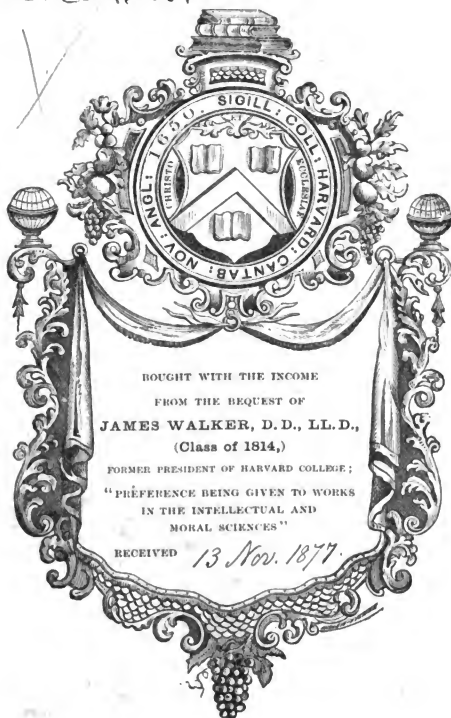 SIGILL: COLL: HARVARD: CANTAB: NOV: ANGL: 1650.
ET
CHRISTO
ECCLESIAE
BOUGHT WITH THE INCOME
FROM THE BEQUEST OF
JAMES WALKER, D.D., LL.D.,
(Class of 1814,)
FORMER PRESIDENT OF HARVARD COLLEGE;
"PREFERENCE BEING GIVEN TO WORKS
IN THE INTELLECTUAL AND
MORAL SCIENCES"
RECEIVED 13 Nov. 1877.